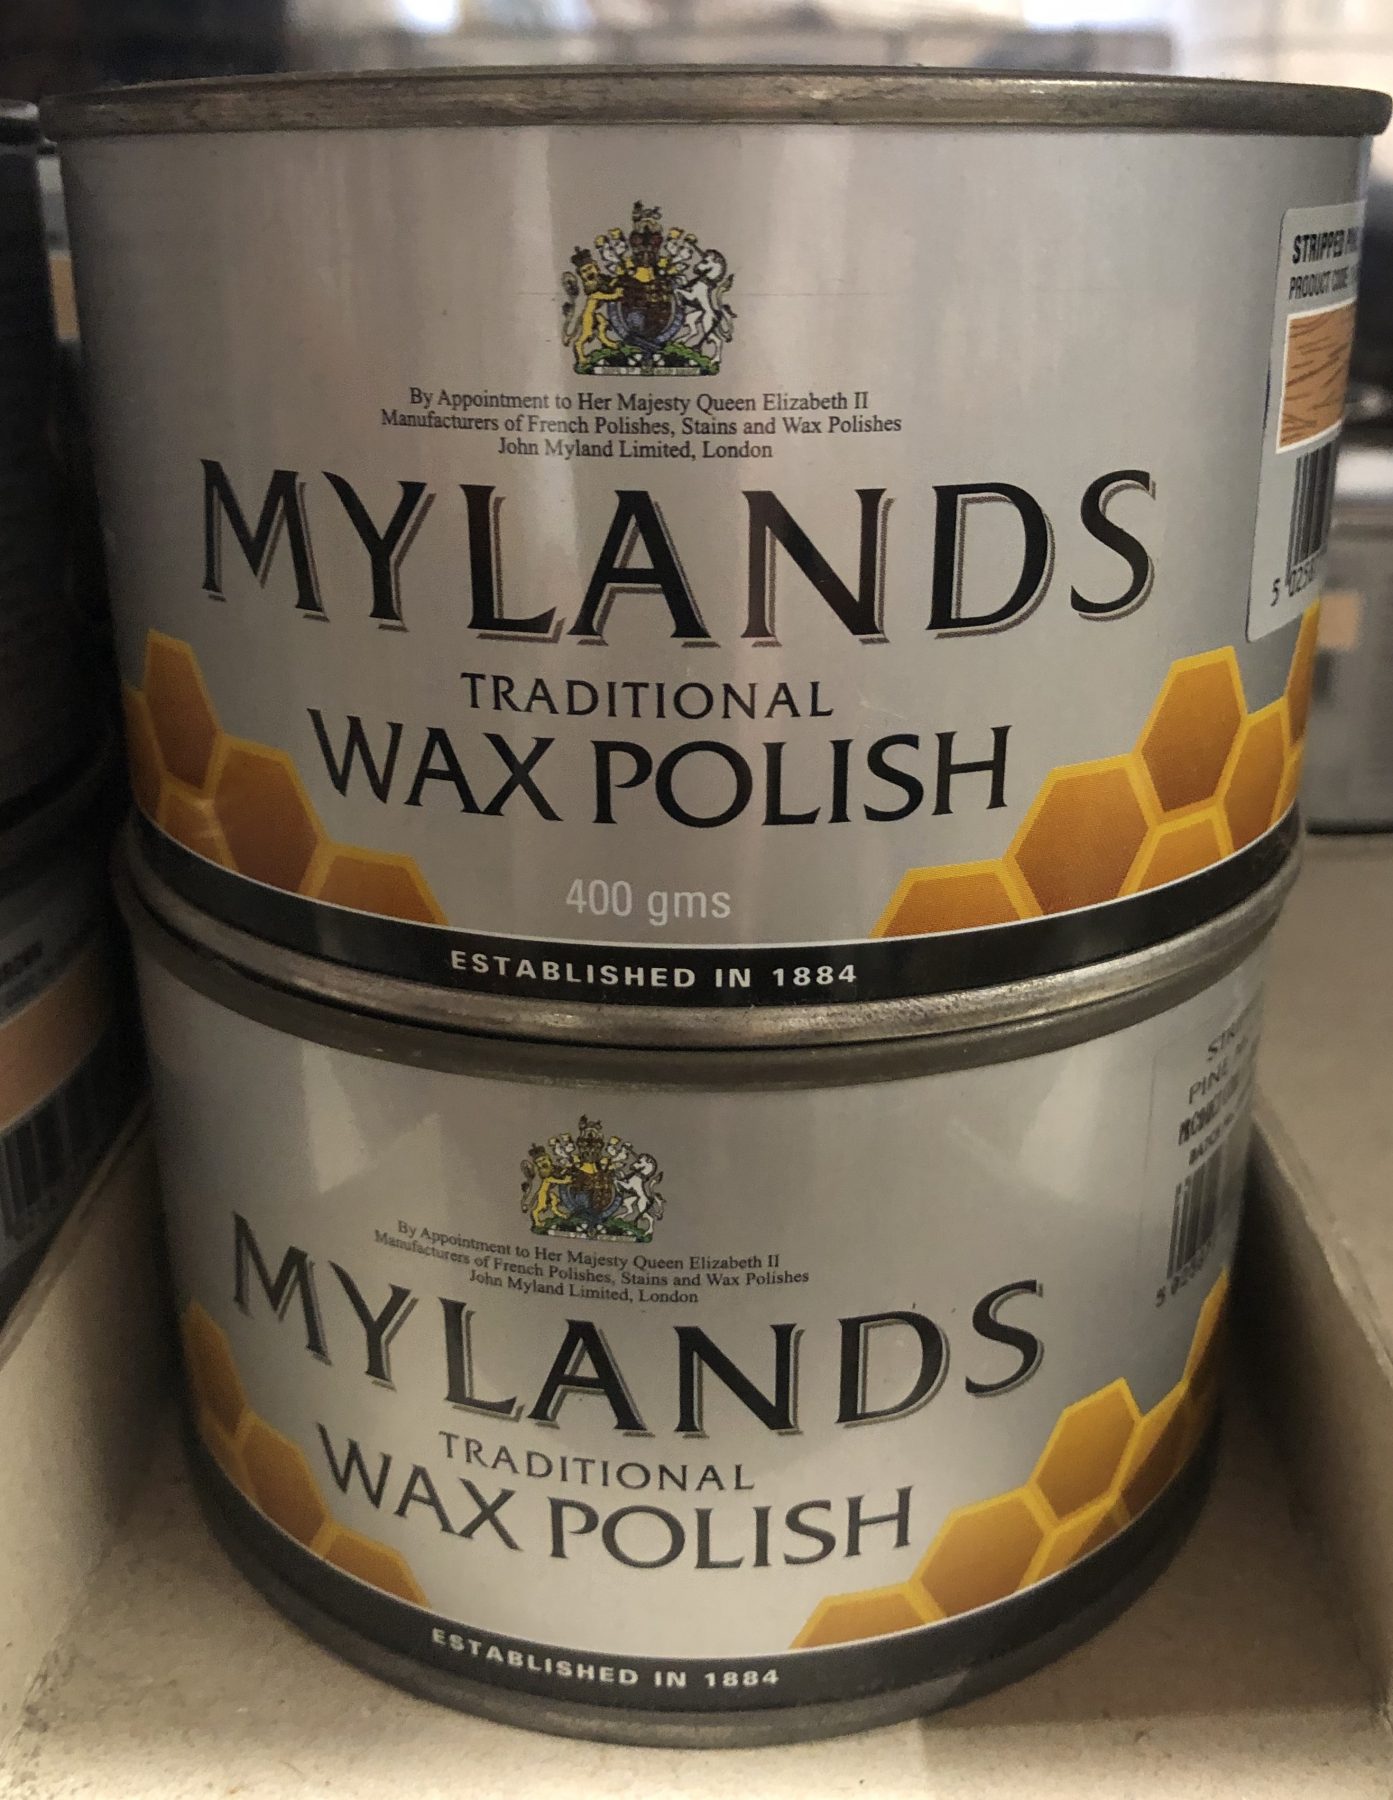 By Appointment to Her Majesty Queen Elizabeth II
Manufacturers of French Polishes, Stains and Wax Polishes
John Myland Limited, London
MYLANDS
TRADITIONAL
WAX POLISH
400 gms
ESTABLISHED IN 1884
STRIPPED
PRODUCT CODE
By Appointment to Her Majesty Queen Elizabeth II
Manufacturers of French Polishes, Stains and Wax Polishes
John Myland Limited, London
MYLANDS
TRADITIONAL
WAX POLISH
ESTABLISHED IN 1884
PINE